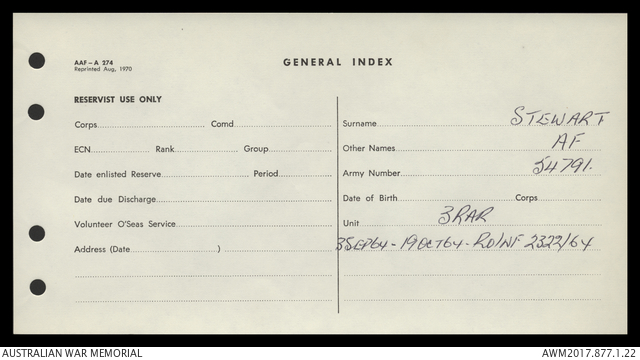 AAF–A 274
Reprinted Aug, 1970
GENERAL INDEX
RESERVIST USE ONLY
Corps Comd
ECN Rank Group
Date enlisted Reserve Period
Date due Discharge
Volunteer O'Seas Service
Address (Date )
Surname STEWART
Other Names AF
Army Number 54791.
Date of Birth Corps
Unit 3RAR
3SEP64 - 19OCT64 - RO/INF 2322/64
AUSTRALIAN WAR MEMORIAL
AWM2017.877.1.22